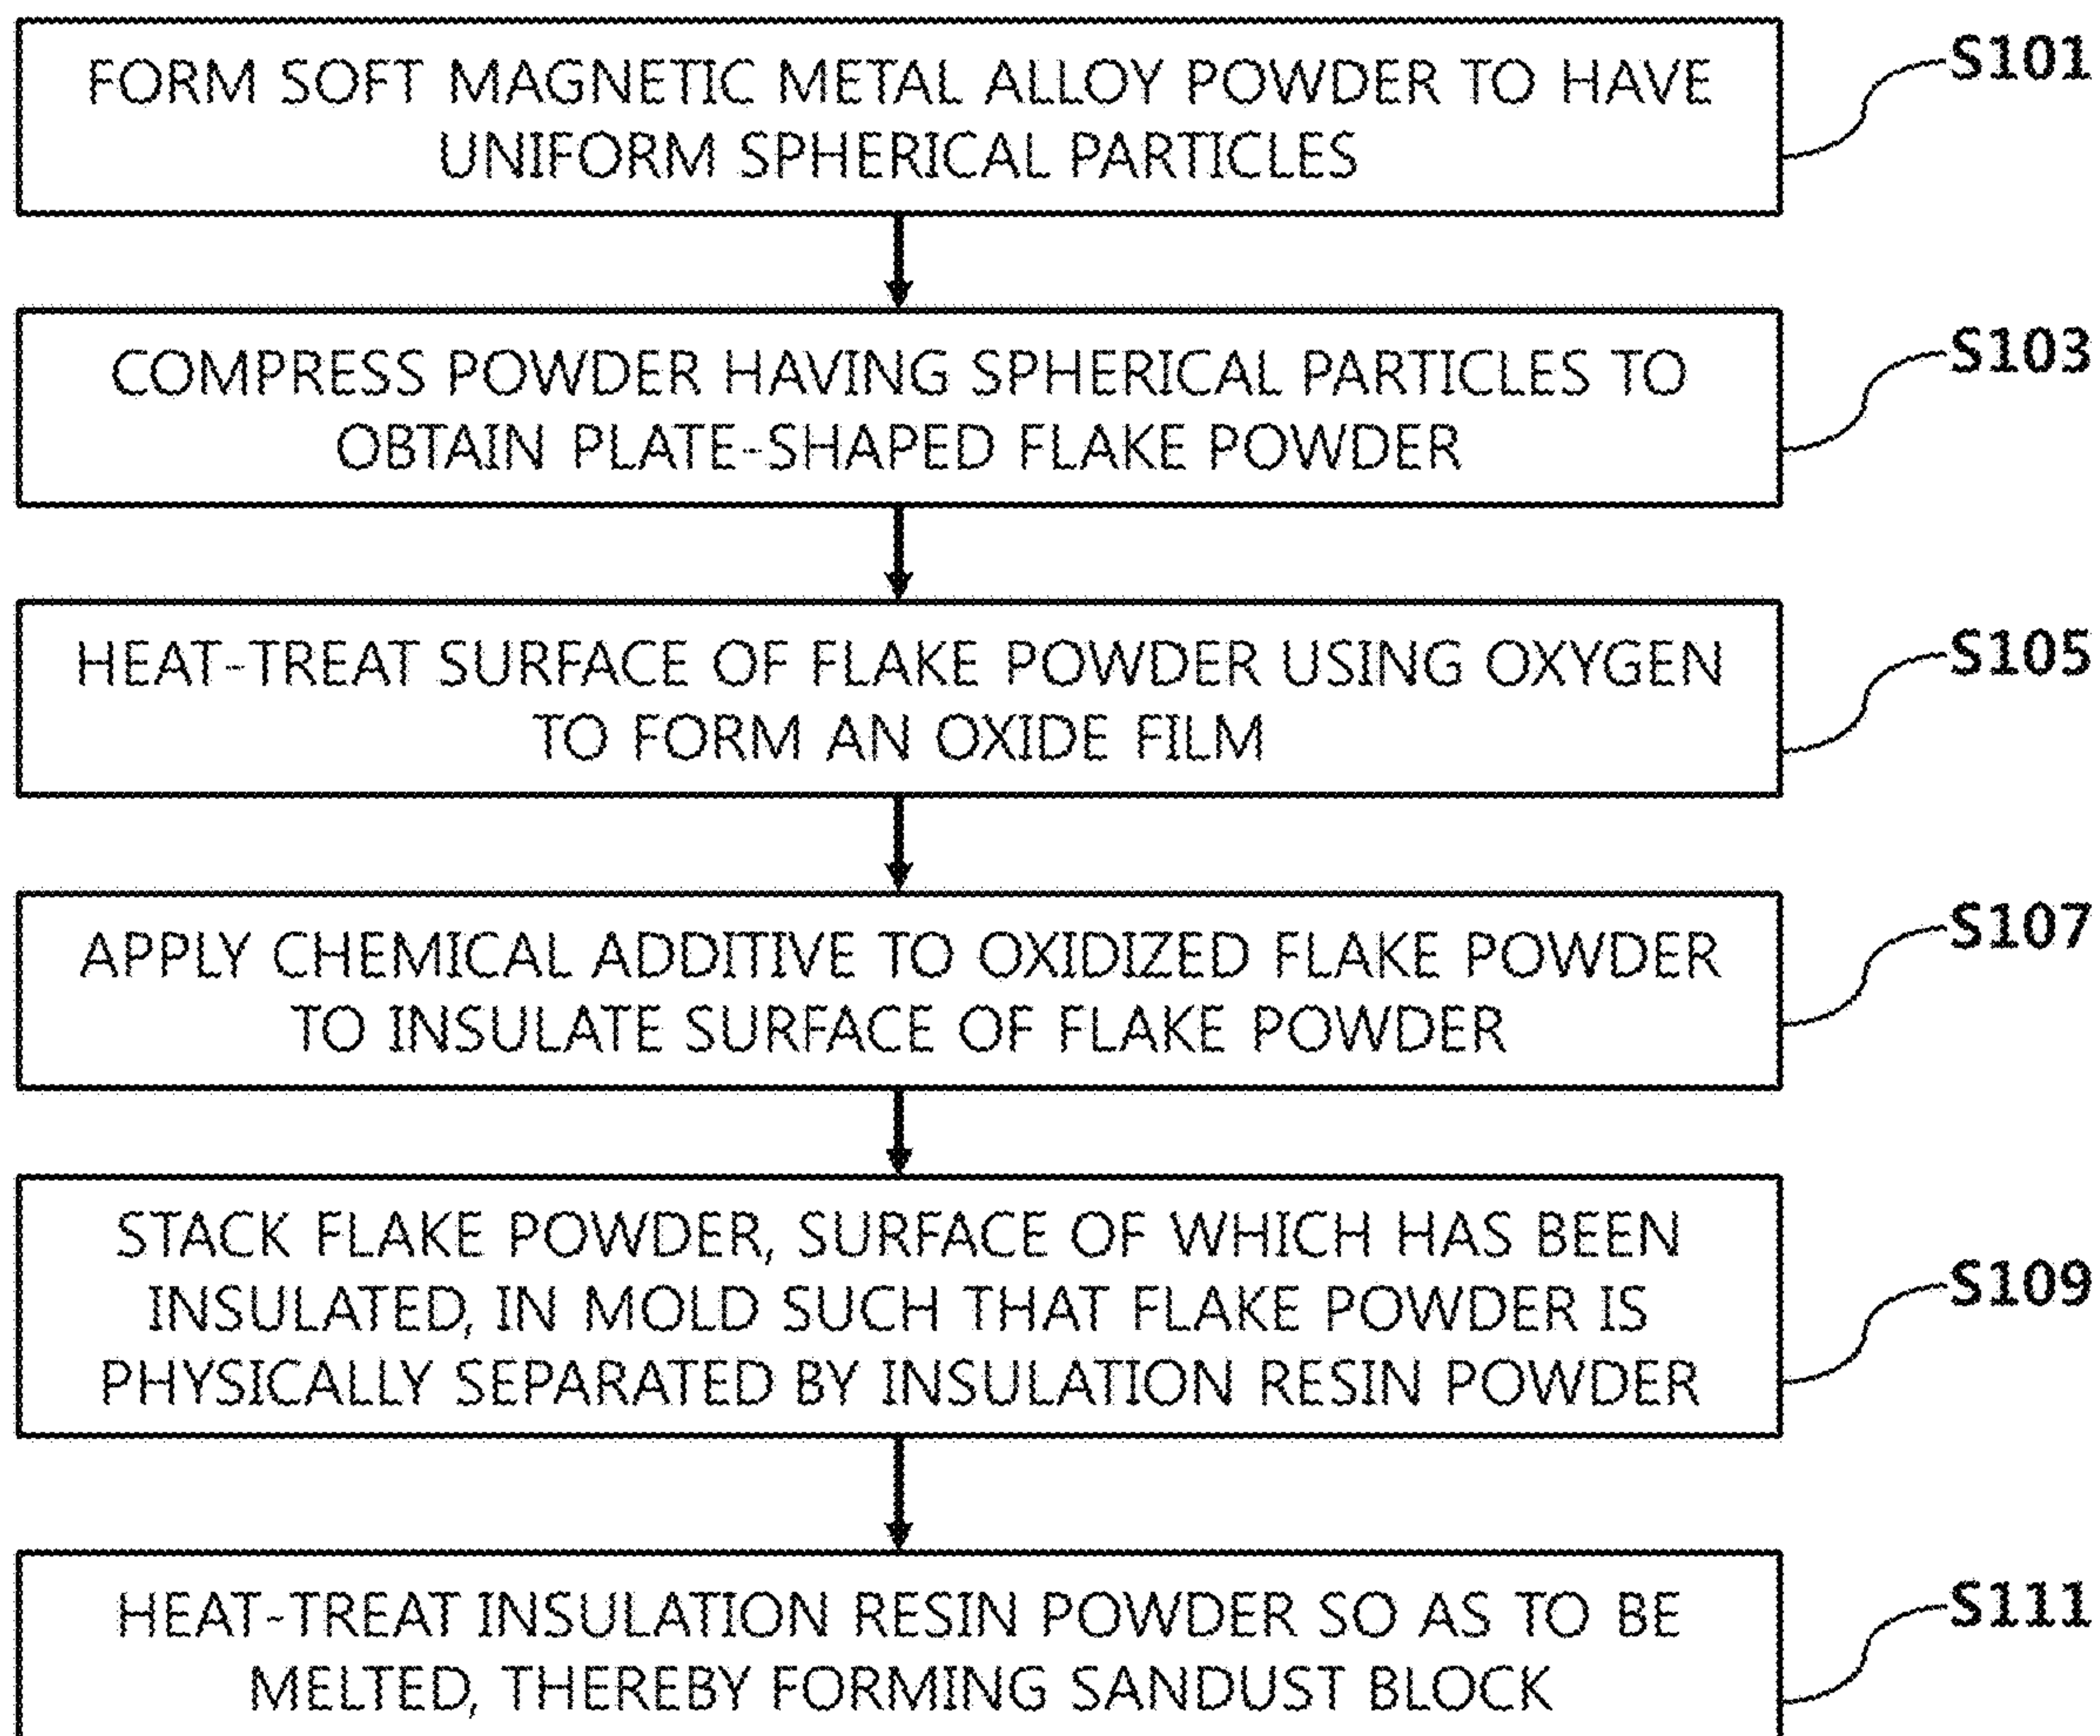 FORM SOFT MAGNETIC METAL ALLOY POWDER TO HAVE
UNIFORM SPHERICAL PARTICLES
S101
COMPRESS POWDER HAVING SPHERICAL PARTICLES TO
OBTAIN PLATE-SHAPED FLAKE POWDER
S103
HEAT-TREAT SURFACE OF FLAKE POWDER USING OXYGEN
TO FORM AN OXIDE FILM
S105
APPLY CHEMICAL ADDITIVE TO OXIDIZED FLAKE POWDER
TO INSULATE SURFACE OF FLAKE POWDER
S107
STACK FLAKE POWDER, SURFACE OF WHICH HAS BEEN
INSULATED, IN MOLD SUCH THAT FLAKE POWDER IS
PHYSICALLY SEPARATED BY INSULATION RESIN POWDER
S109
HEAT-TREAT INSULATION RESIN POWDER SO AS TO BE
MELTED, THEREBY FORMING SANDUST BLOCK
S111